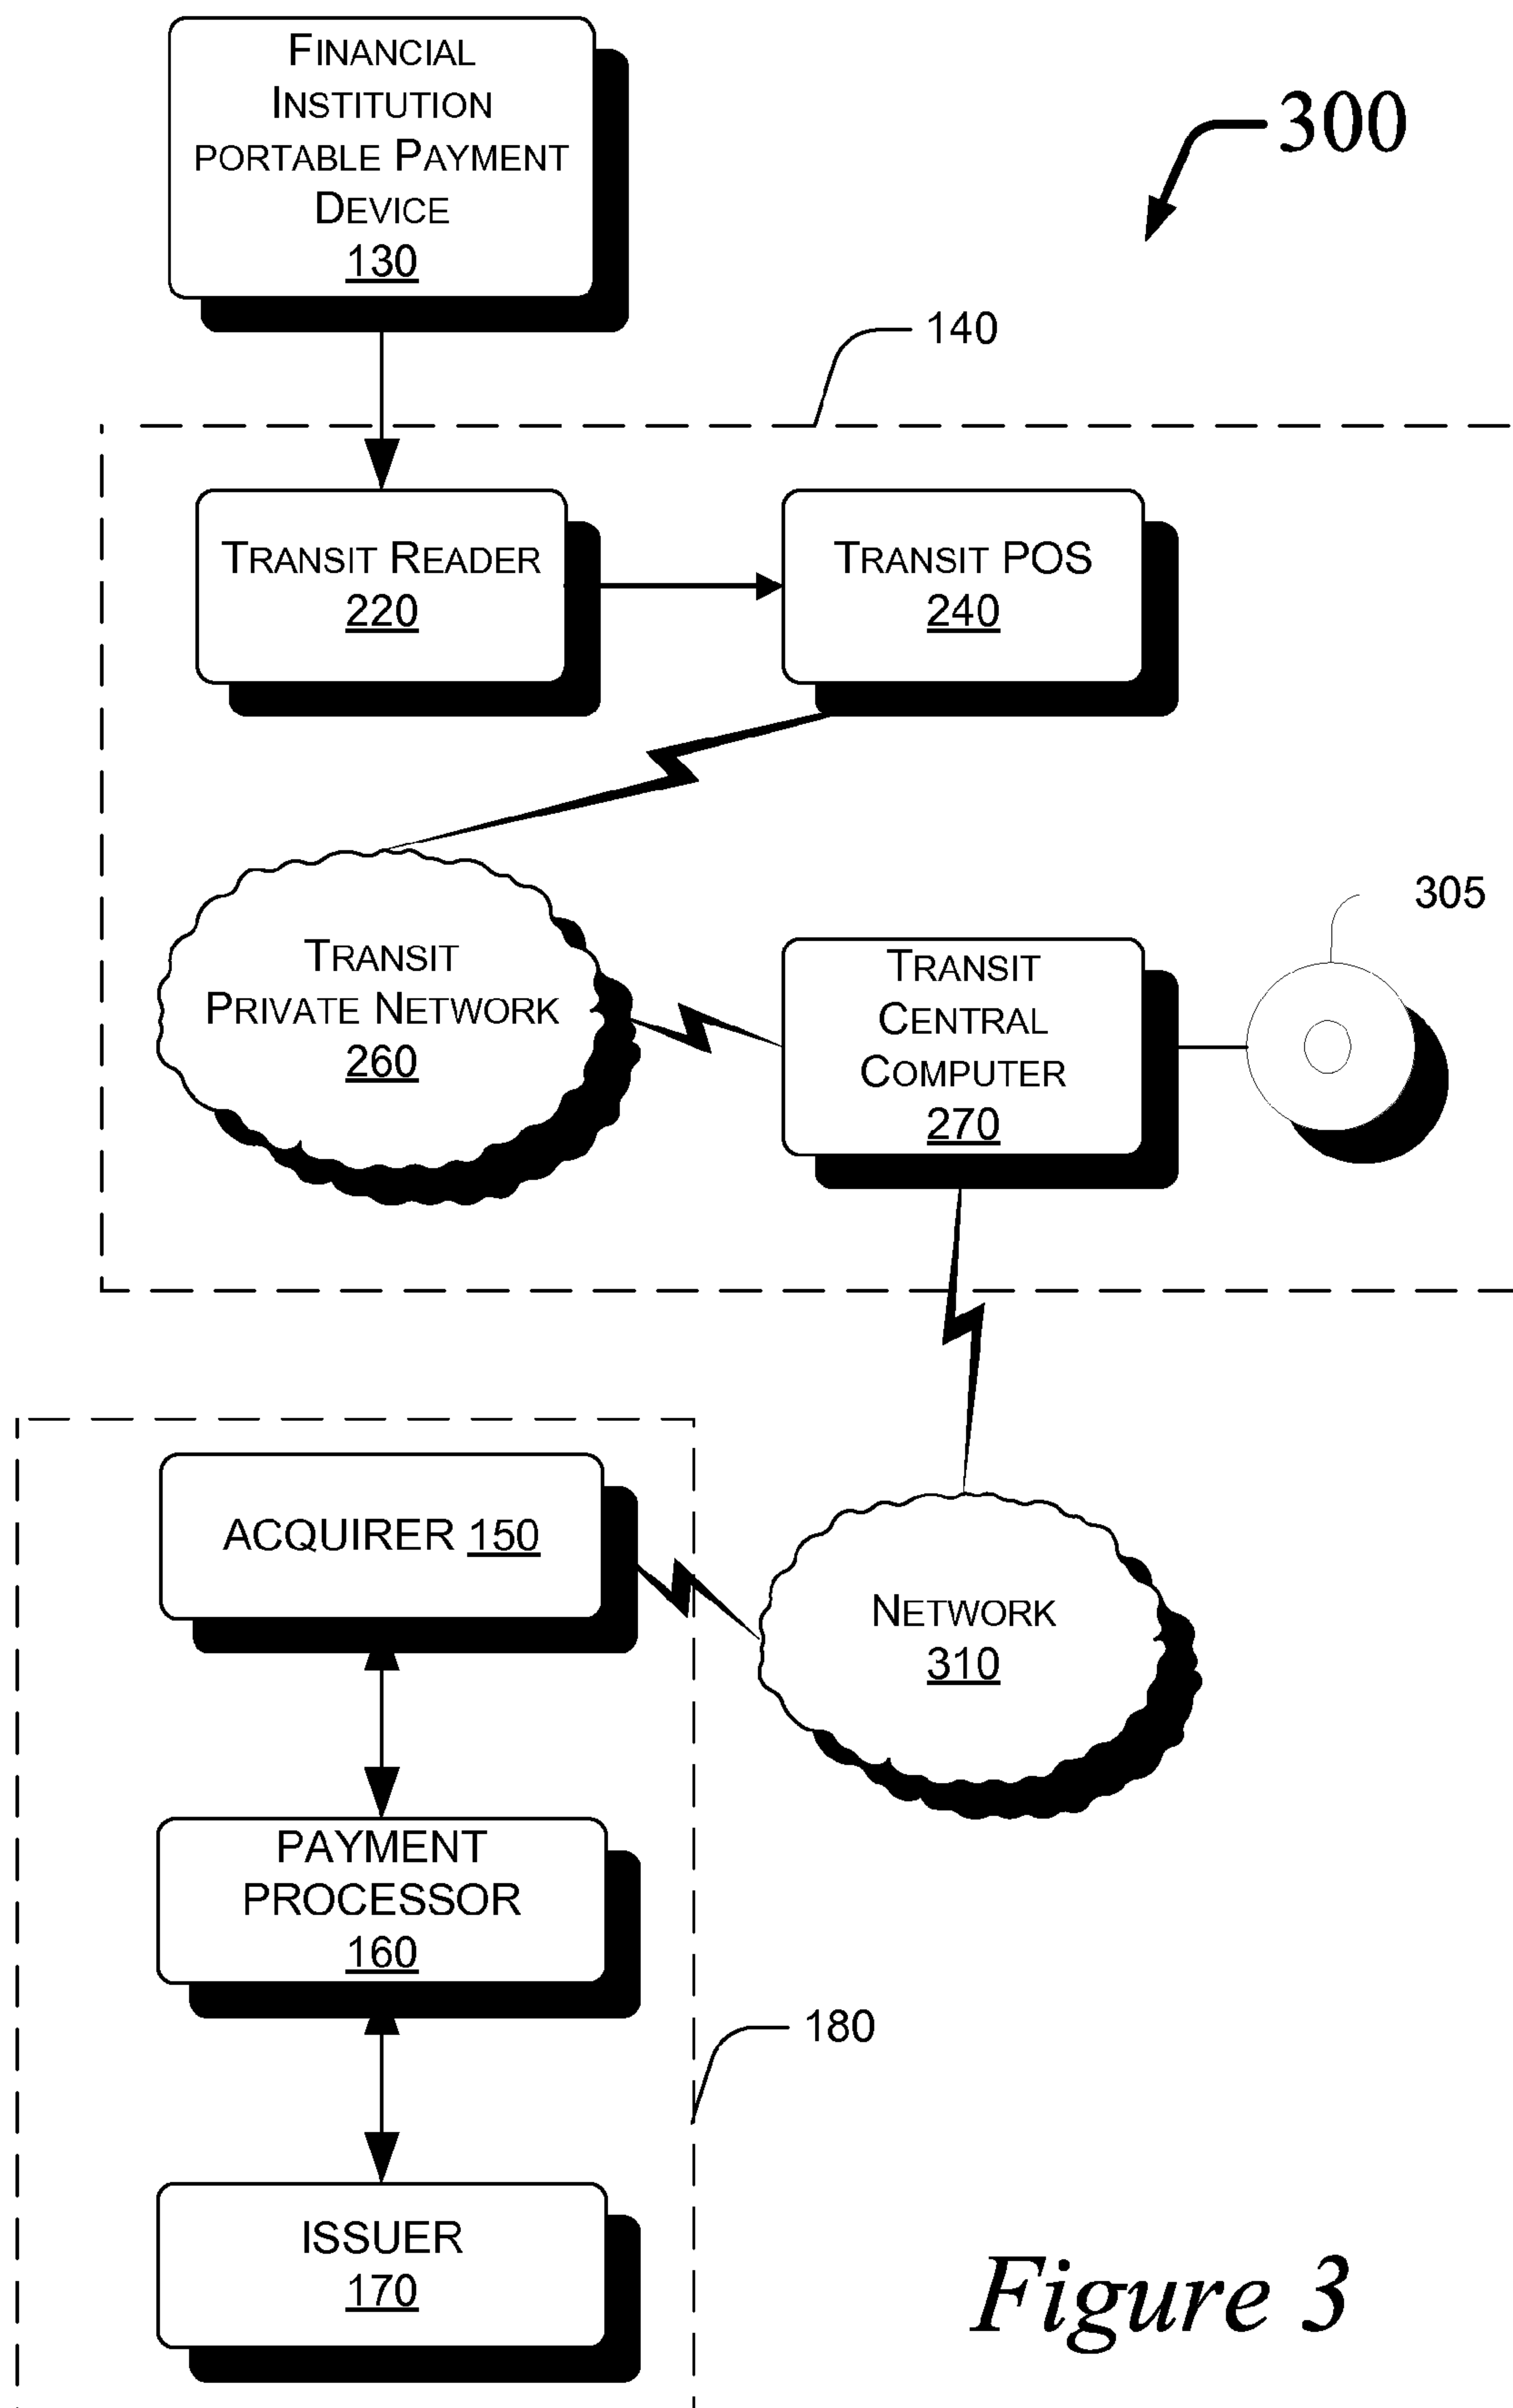 FINANCIAL
INSTITUTION
PORTABLE PAYMENT
DEVICE
130
300
140
TRANSIT READER
220
TRANSIT POS
240
305
TRANSIT
PRIVATE NETWORK
260
TRANSIT
CENTRAL
COMPUTER
270
ACQUIRER 150
NETWORK
310
PAYMENT
PROCESSOR
160
180
ISSUER
170
Figure 3